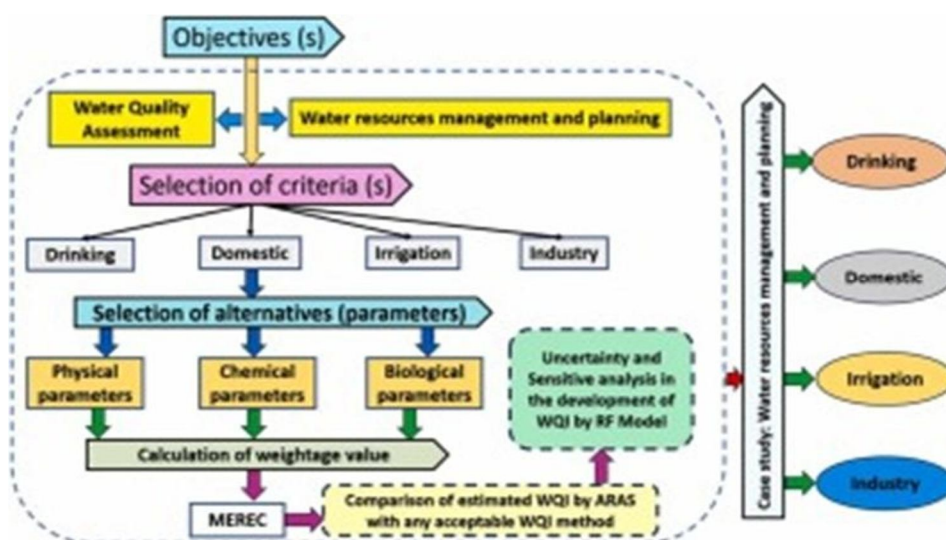 Objectives (s)
Water Quality
Assessment
Water resources management and planning
Selection of criteria (s)
Drinking
Domestic
Irrigation
Industry
Selection of alternatives (parameters)
Physical
parameters
Chemical
parameters
Biological
parameters
Calculation of weightage value
MEREC
Comparison of estimated WQI by ARAS
with any acceptable WQI method
Uncertainty and
Sensitive analysis in
the development of
WQI by RF Model
Case study: Water resources management and planning
Drinking
Domestic
Irrigation
Industry